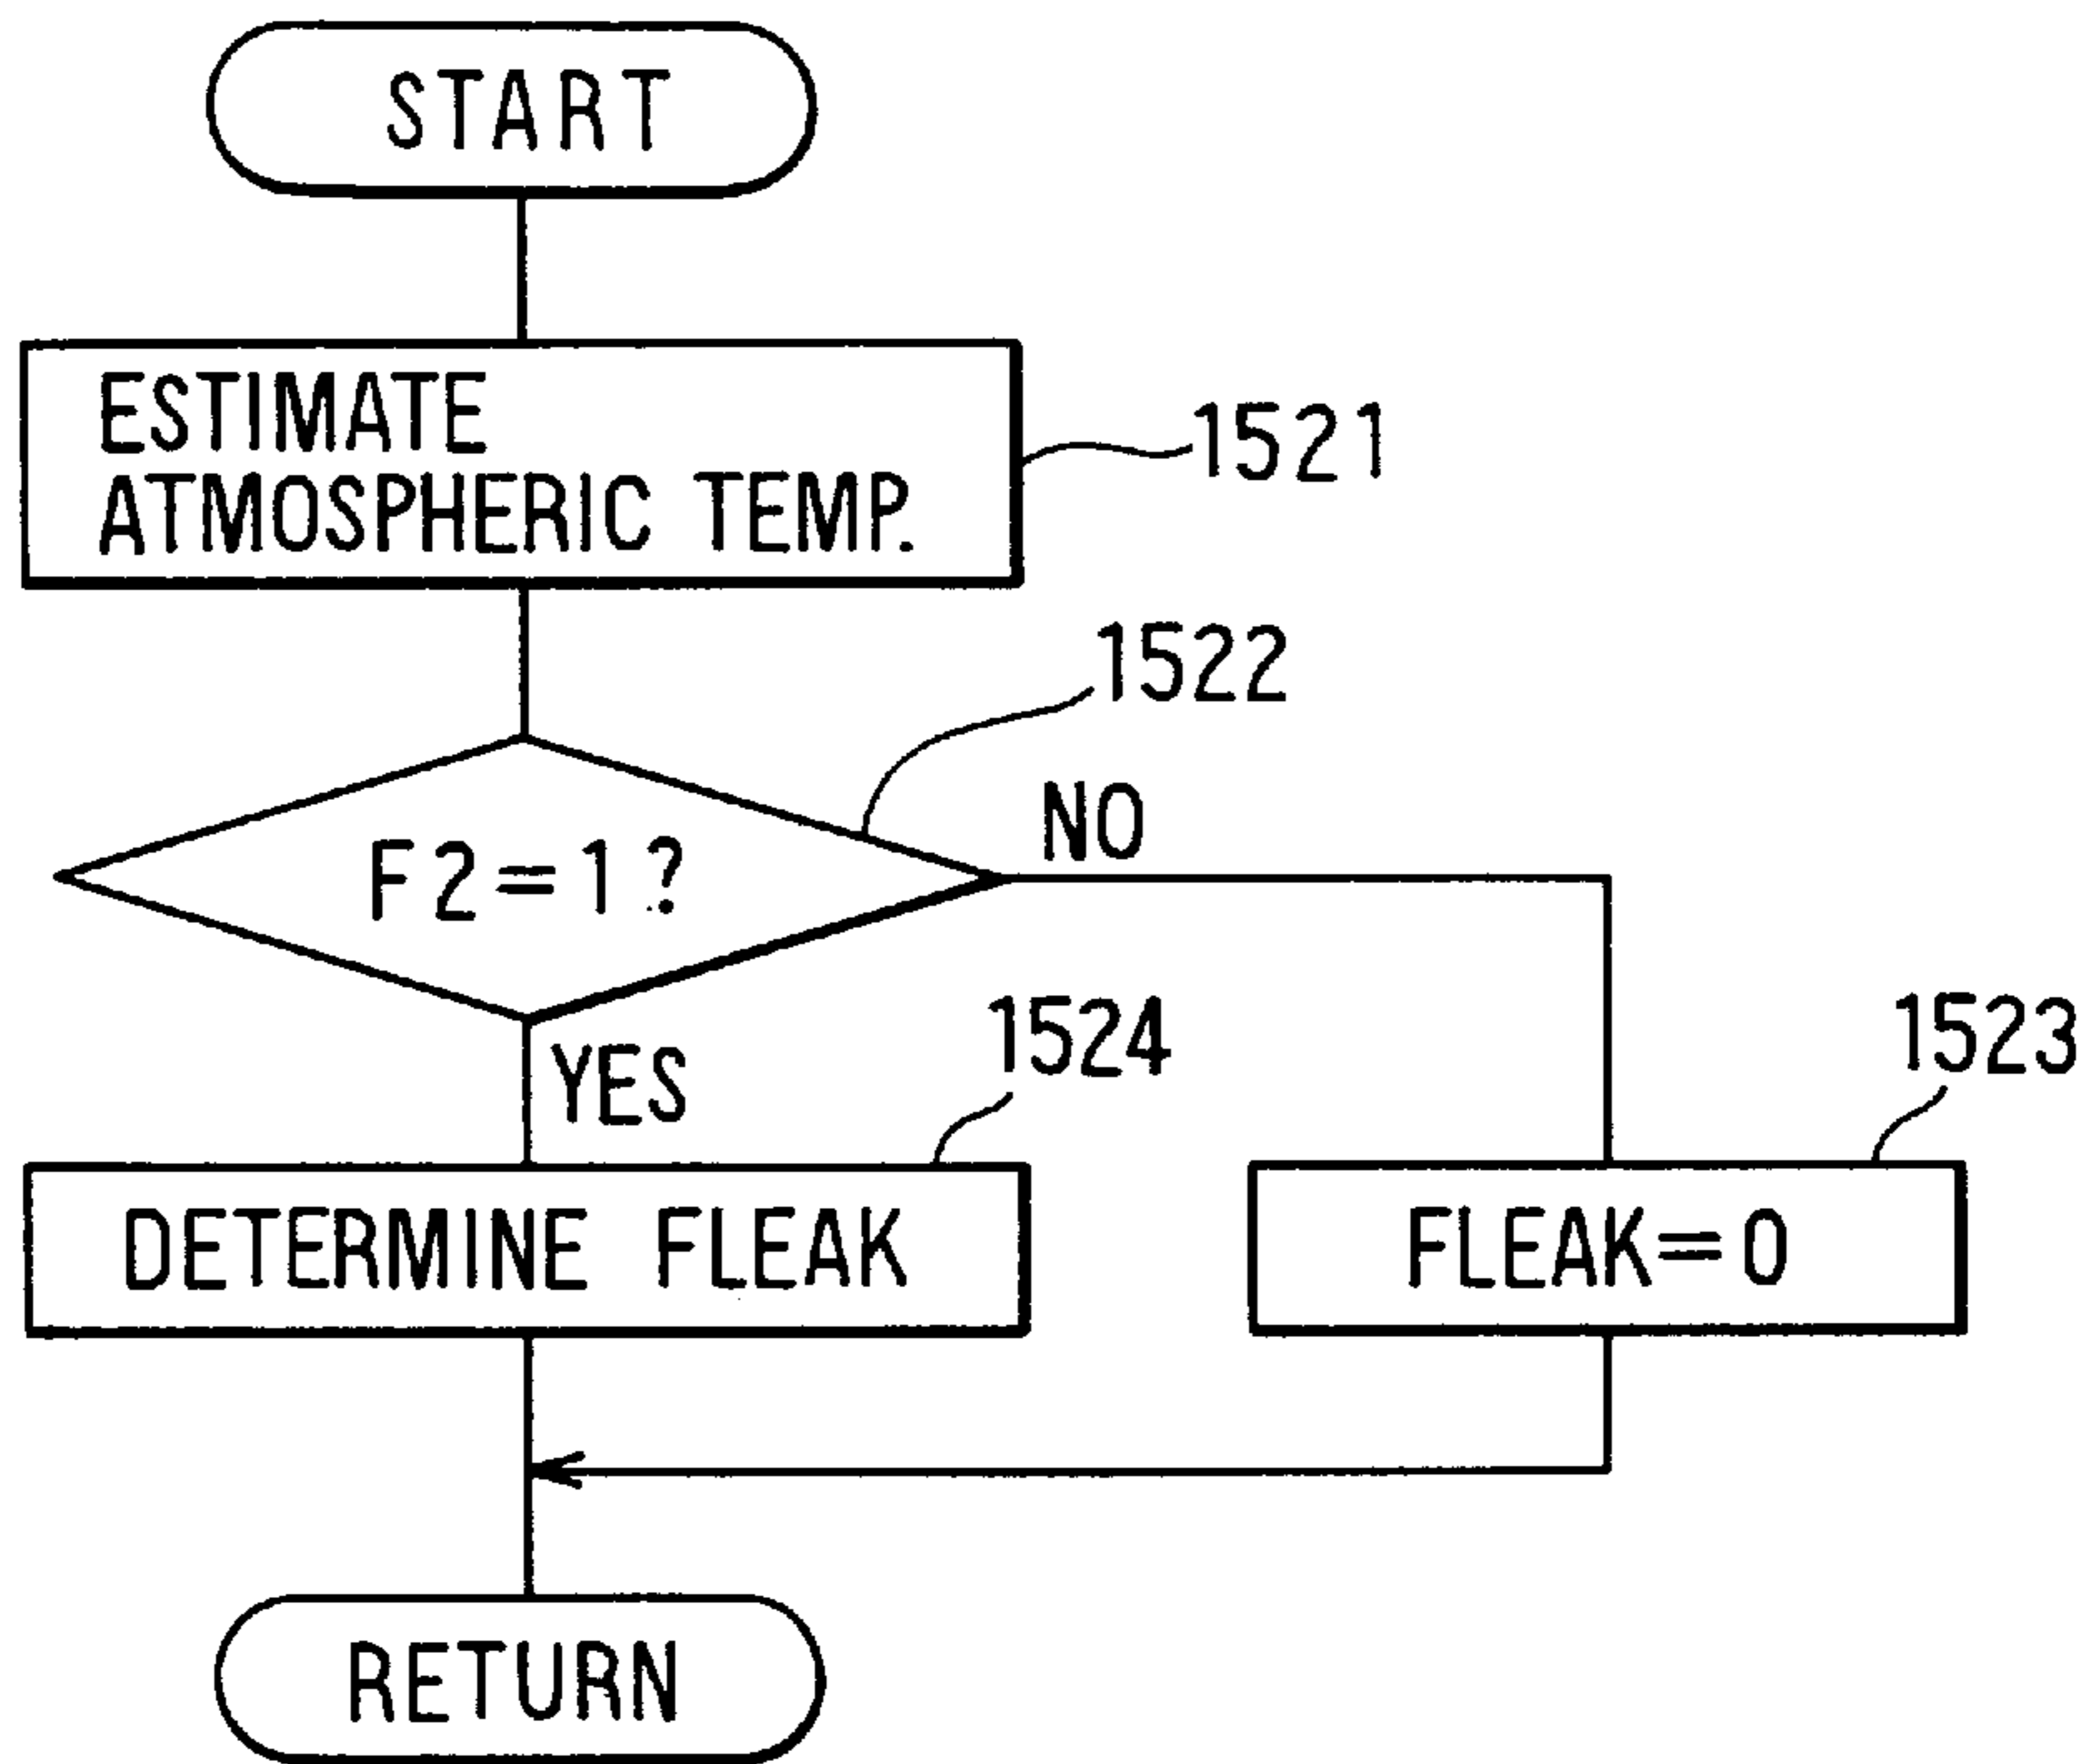 START
ESTIMATE
ATMOSPHERIC TEMP.
1521
1522
F2=1?
NO
YES
1524
1523
DETERMINE FLEAK
FLEAK=0
RETURN